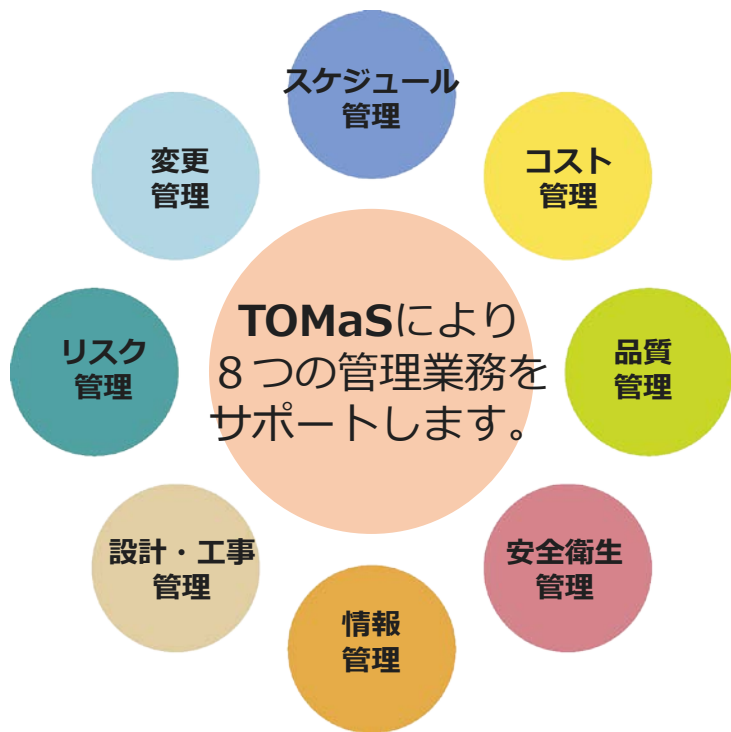 スケジュール
管理
コスト
管理
品質
管理
安全衛生
管理
情報
管理
設計・工事
管理
リスク
管理
変更
管理
TOMaSにより
８つの管理業務を
サポートします。